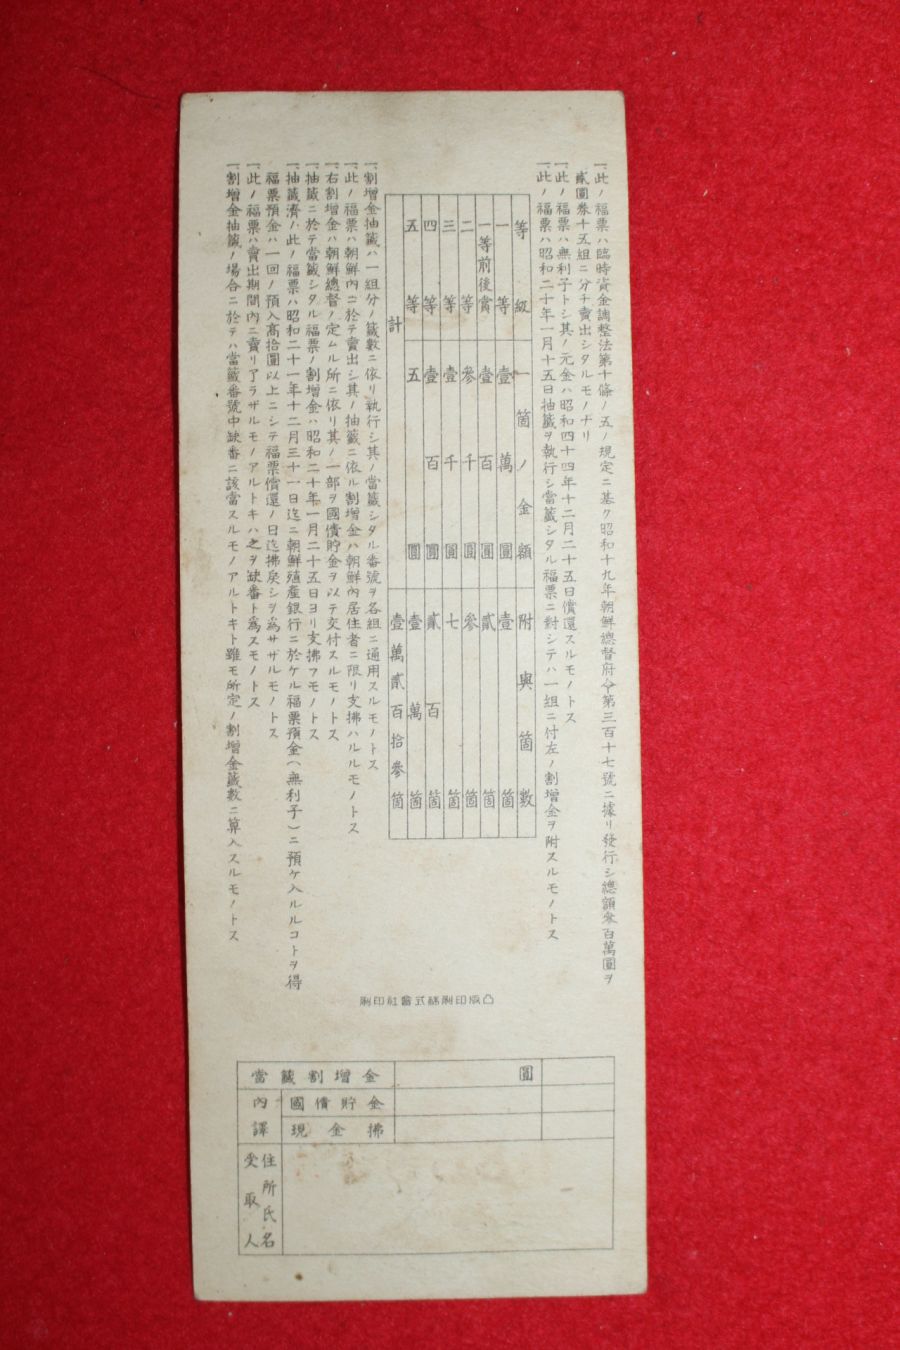 一、此ノ福票ハ臨時資金調整法第十條ノ五ノ規定ニ基ク昭和十九年朝鮮總督府令第三百十七號ニ據リ發行シ總額參百萬圓ヲ
貳圓券十五組ニ分チ賣出シタルモノナリ
一、此ノ福票ハ無利子トシ其ノ元金ハ昭和四十四年十二月二十五日償還スルモノトス
一、此ノ福票ハ昭和二十年一月十五日抽籤ヲ執行シ當籤シタル福票ニ對シテハ一組ニ付左ノ割增金ヲ附スルモノトス
等級 一箇ノ金額 附與箇數
一等 壹萬圓 壹箇
一等前後賞 壹百圓 貳箇
二等 參千圓 參箇
三等 壹千圓 七箇
四等 壹百圓 貳百箇
五等 五圓 壹萬箇
計 壹萬貳百拾參箇
一、割增金抽籤ハ一組分ノ籤數ニ依リ執行シ其ノ當籤シタル番號ヲ各組ニ通用スルモノトス
一、此ノ福票ハ朝鮮內ニ於テ賣出シ其ノ抽籤ニ依ル割增金ハ朝鮮內居住者ニ限リ支拂ハルルモノトス
一、右割增金ハ朝鮮總督ノ定ムル所ニ依リ其ノ一部ヲ國債貯金ヲ以テ交付スルモノトス
一、抽籤ニ於テ當籤シタル福票ノ割增金ハ昭和二十年一月二十五日ヨリ支拂フモノトス
一、抽籤濟ノ此ノ福票ハ昭和二十一年十二月三十一日迄ニ朝鮮殖產銀行ニ於ケル福票預金(無利子)ニ預ケ入ルルコトヲ得
福票預金ハ一回ノ預入高拾圓以上ニシテ福票償還ノ日迄拂戾シヲ爲サザルモノトス
一、此ノ福票ハ賣出期間內ニ賣リ了ラザルモノアルトキハ之ヲ缺番ト爲スモノトス
一、割增金抽籤ノ場合ニ於テハ當籤番號中缺番ニ該當スルモノアルトキト雖モ所定ノ割增金籤數ニ算入スルモノトス
凸版印刷株式會社印刷
當籤割增金 圓
內譯 國債貯金
現金拂
受取人 住所氏名